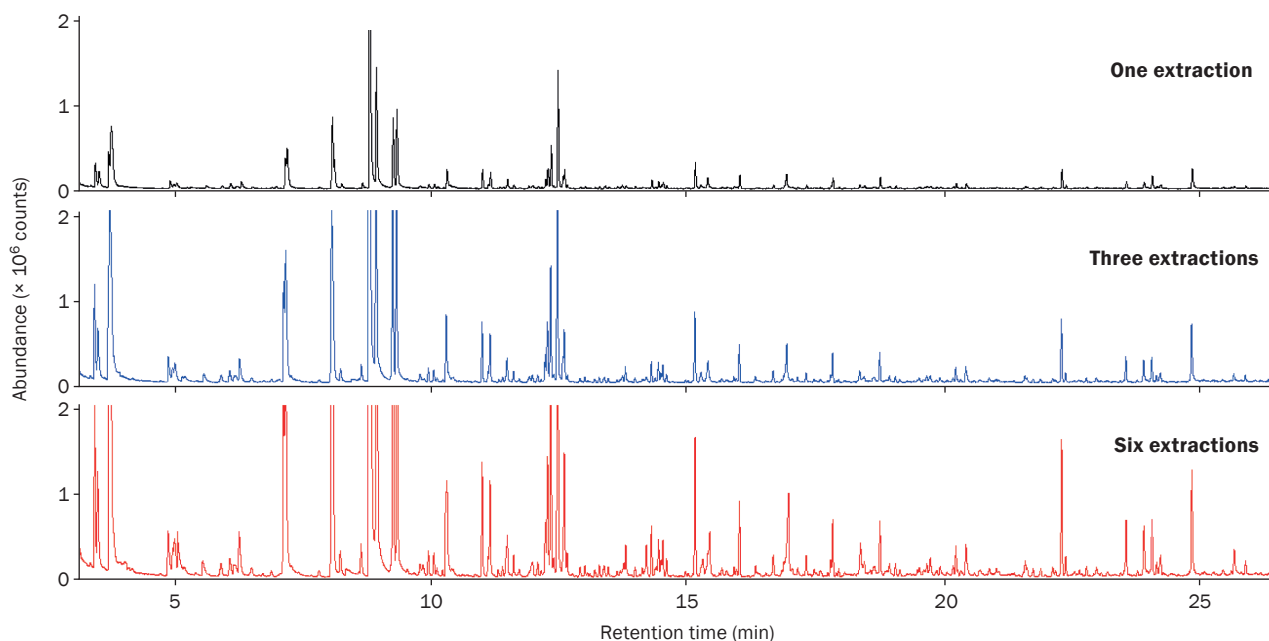 2
One extraction
1
0
2
Three extractions
1
0
2
Six extractions
1
0
5 10 15 20 25
Retention time (min)
Abundance (× 10⁶ counts)